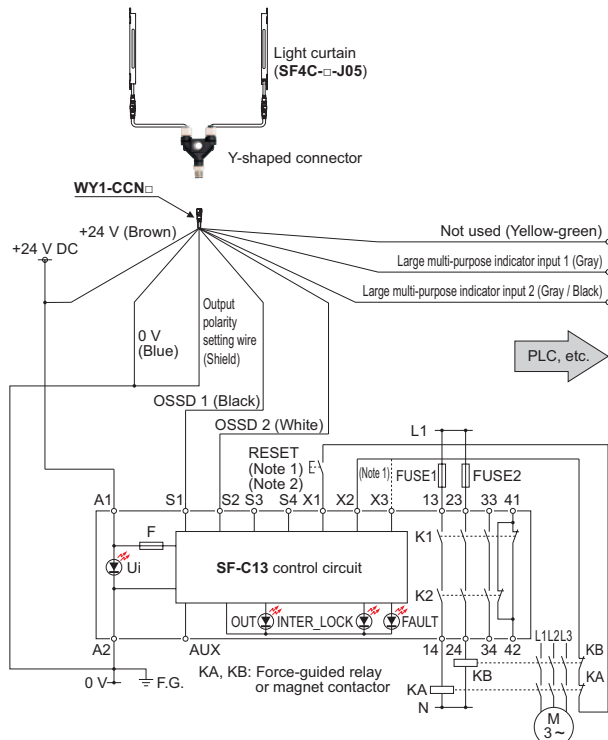 Light curtain
(SF4C-□-J05)
Y-shaped connector
WY1-CCN□
+24 V (Brown)
+24 V DC
Not used (Yellow-green)
Large multi-purpose indicator input 1 (Gray)
Large multi-purpose indicator input 2 (Gray / Black)
0 V
(Blue)
Output
polarity
setting wire
(Shield)
PLC, etc.
OSSD 1 (Black)
OSSD 2 (White)
L1
RESET
(Note 1)
(Note 2)
(Note 1)
FUSE1
FUSE2
A1
S1
S2
S3
S4
X1
X2
X3
13
23
33
41
F
K1
Ui
SF-C13 control circuit
K2
OUT
INTER_LOCK
FAULT
A2
AUX
14
24
34
42
L1
L2
L3
KA, KB: Force-guided relay
or magnet contactor
KB
KB
KA
KA
0 V
F.G.
N
M
3~